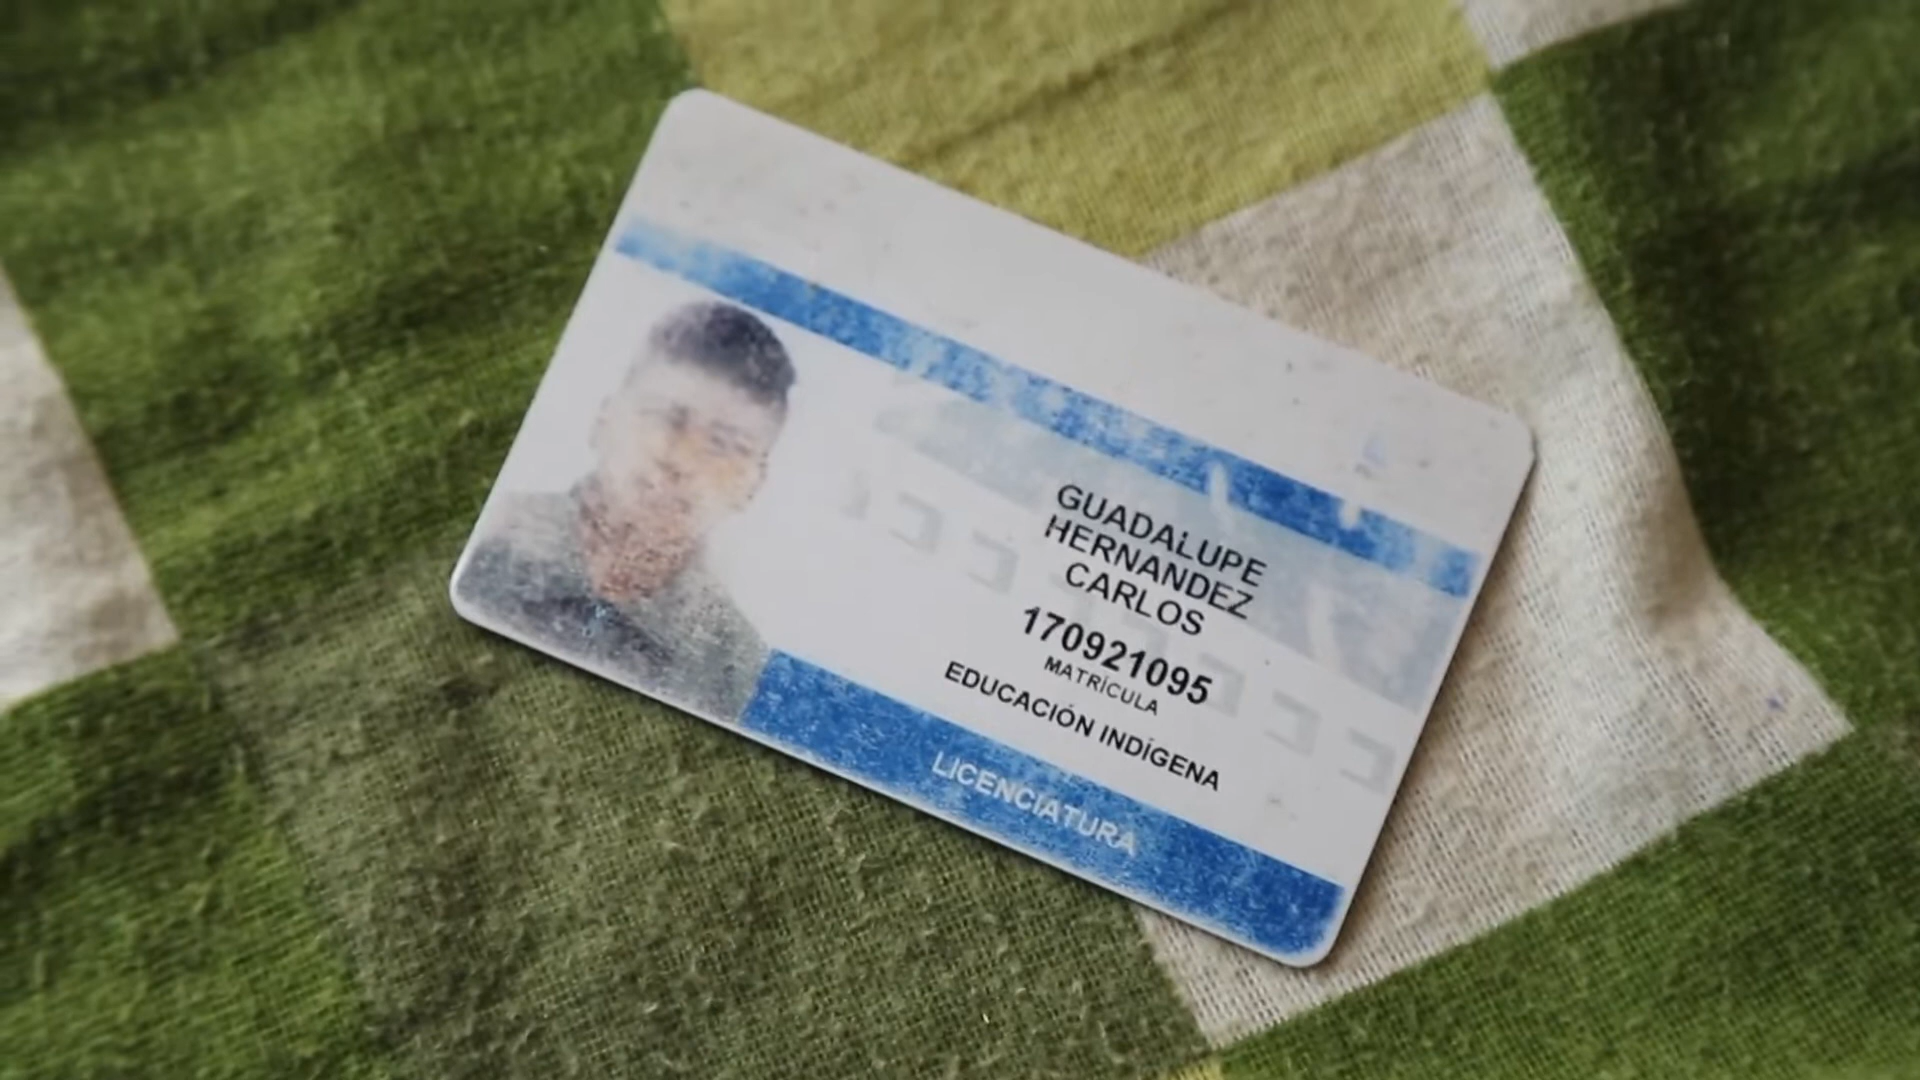 GUADALUPE
HERNANDEZ
CARLOS
170921095
MATRÍCULA
EDUCACIÓN INDÍGENA
LICENCIATURA